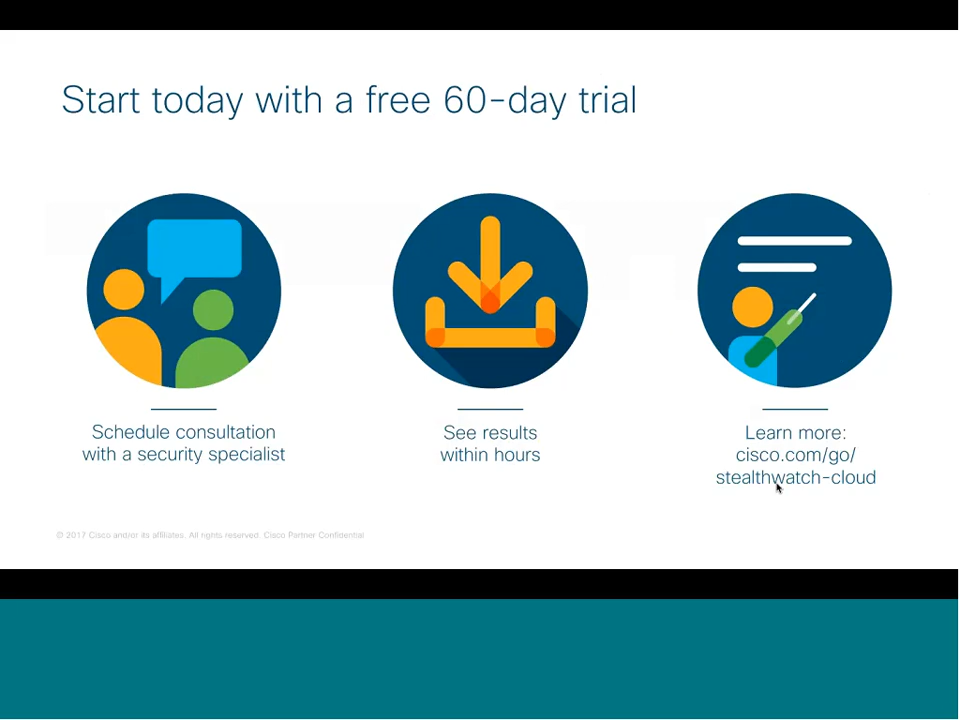 Start today with a free 60-day trial
Schedule consultation
with a security specialist
See results
within hours
Learn more:
cisco.com/go/
stealthwatch-cloud
© 2017 Cisco and/or its affiliates. All rights reserved. Cisco Partner Confidential